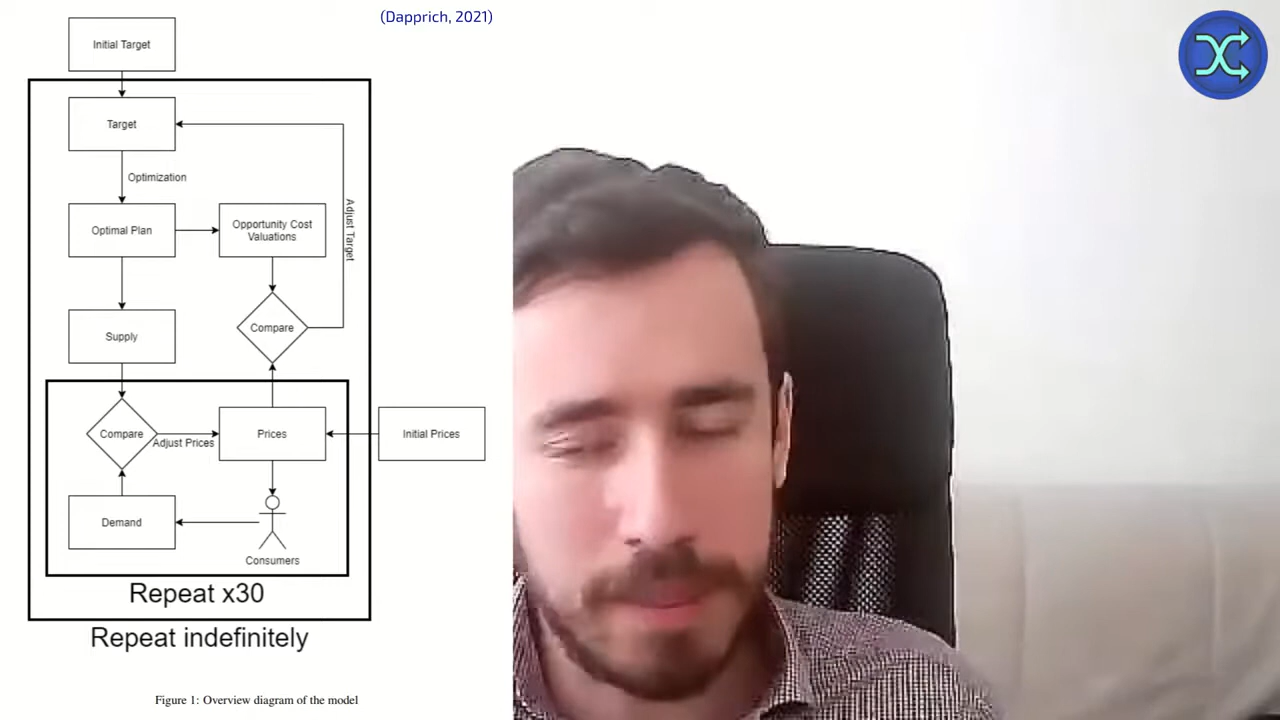 (Dapprich, 2021)
Initial Target
Target
Optimization
Optimal Plan
Opportunity Cost
Valuations
Adjust Target
Compare
Supply
Compare
Adjust Prices
Prices
Initial Prices
Demand
Consumers
Repeat x30
Repeat indefinitely
Figure 1: Overview diagram of the model